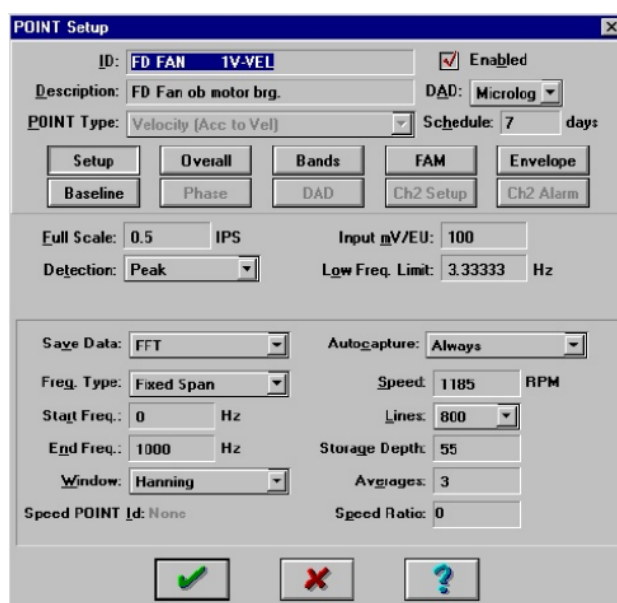 POINT Setup
ID: FD FAN 1V-VEL Enabled
Description: FD Fan ob motor brg. DAD: Microlog
POINT Type: Velocity (Acc to Vel) Schedule: 7 days
Setup Overall Bands FAM Envelope
Baseline Phase DAD Ch2 Setup Ch2 Alarm
Full Scale: 0.5 IPS Input mV/EU: 100
Detection: Peak Low Freq. Limit: 3.33333 Hz
Save Data: FFT Autocapture: Always
Freq. Type: Fixed Span Speed: 1185 RPM
Start Freq.: 0 Hz Lines: 800
End Freq.: 1000 Hz Storage Depth: 55
Window: Hanning Averages: 3
Speed POINT Id: None Speed Ratio: 0
?